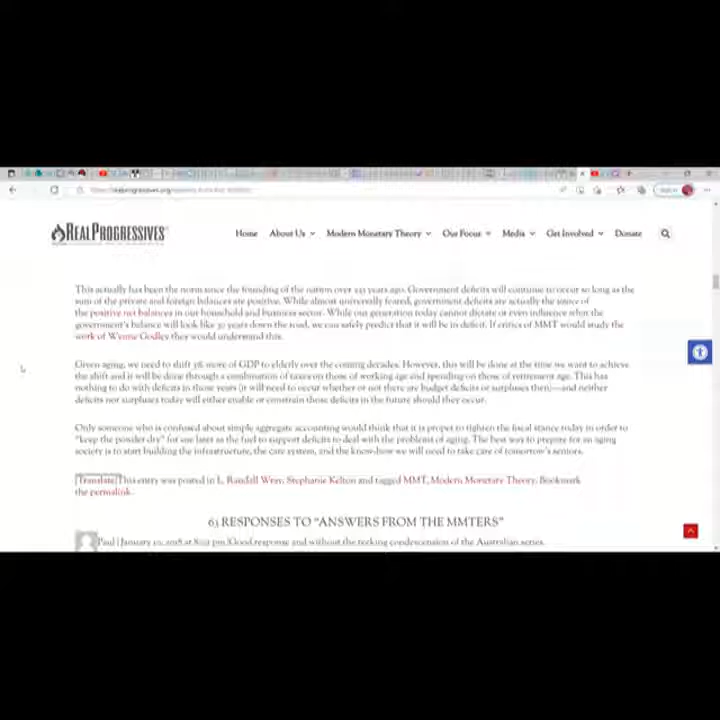 REALPROGRESSIVES
Home About Us Modern Monetary Theory Our Focus Media Get Involved Donate
This actually has been the norm since the founding of the nation over years ago. Government deficits will continue to occur so long as the
sum of the private and foreign balances are positive. While almost universally feared, government deficits are actually the source of
the positive net balances in our household and business sector. While our generation today cannot dictate or even influence what the
government's balance will look like years down the road, we can safely predict that it will be in deficit. If critics of MMT would study the
work of Wynne Godley they would understand this.
Given aging, we need to shift more of GDP to elderly over the coming decades. However, this will be done at the time we want to achieve
the shift and it will be done through a combination of taxes on those of working age and spending on those of retirement age. This has
nothing to do with deficits in those years (it will need to occur whether or not there are budget deficits or surpluses then)—and neither
deficits nor surpluses today will either enable or constrain those deficits in the future should they occur.
Only someone who is confused about simple aggregate accounting would think that it is proper to tighten the fiscal stance today in order to
"keep the powder dry" for use later as the fuel to support deficits to deal with the problems of aging. The best way to prepare for an aging
society is to start building the infrastructure, the care system, and the know-how we will need to take care of tomorrow's seniors.
[Translate]This entry was posted in L. Randall Wray, Stephanie Kelton and tagged MMT, Modern Monetary Theory. Bookmark
the permalink.
63 RESPONSES TO "ANSWERS FROM THE MMTERS"
Paul | January at pm |Good response and without the condescension of the Australian series.